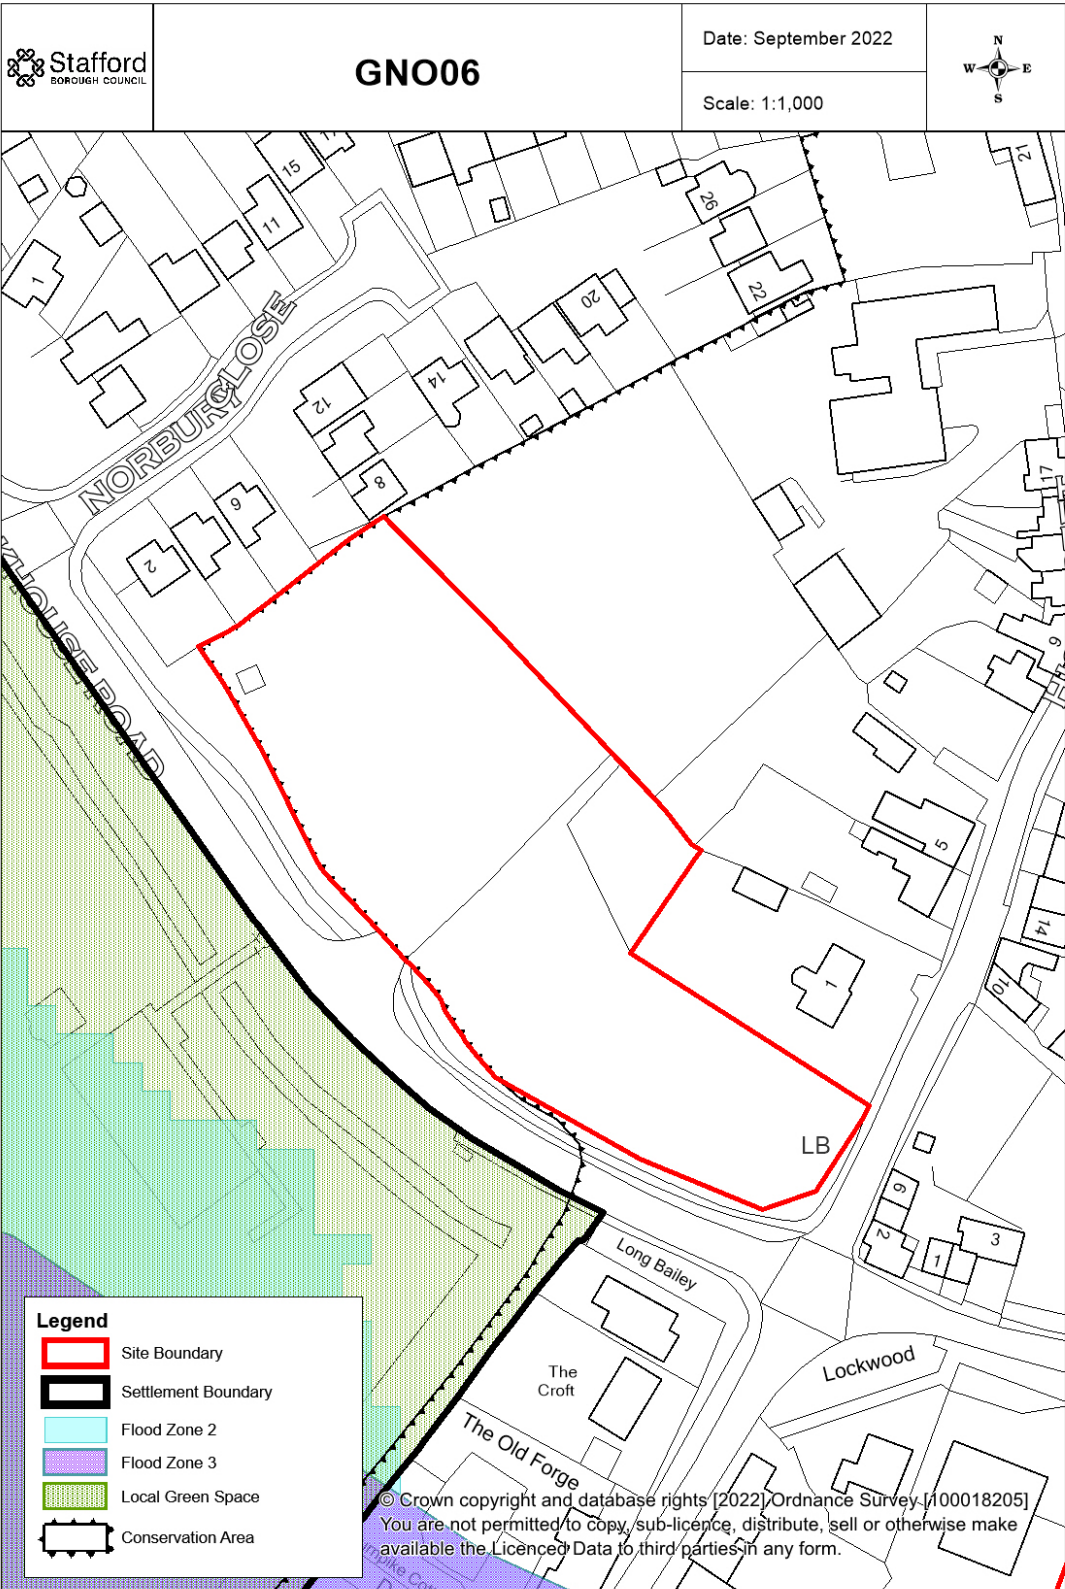 Stafford
BOROUGH COUNCIL
GNO06
Date: September 2022
Scale: 1:1,000
N
W E
S
15
11
1
21
26
22
20
14
12
8
6
2
NORBURY CLOSE
KHOUSE ROAD
17
9
5
14
10
1
LB
6
2
1
3
Long Bailey
Lockwood
The
Croft
The Old Forge
Legend
Site Boundary
Settlement Boundary
Flood Zone 2
Flood Zone 3
Local Green Space
Conservation Area
© Crown copyright and database rights [2022] Ordnance Survey [100018205]
You are not permitted to copy, sub-licence, distribute, sell or otherwise make
available the Licenced Data to third parties in any form.